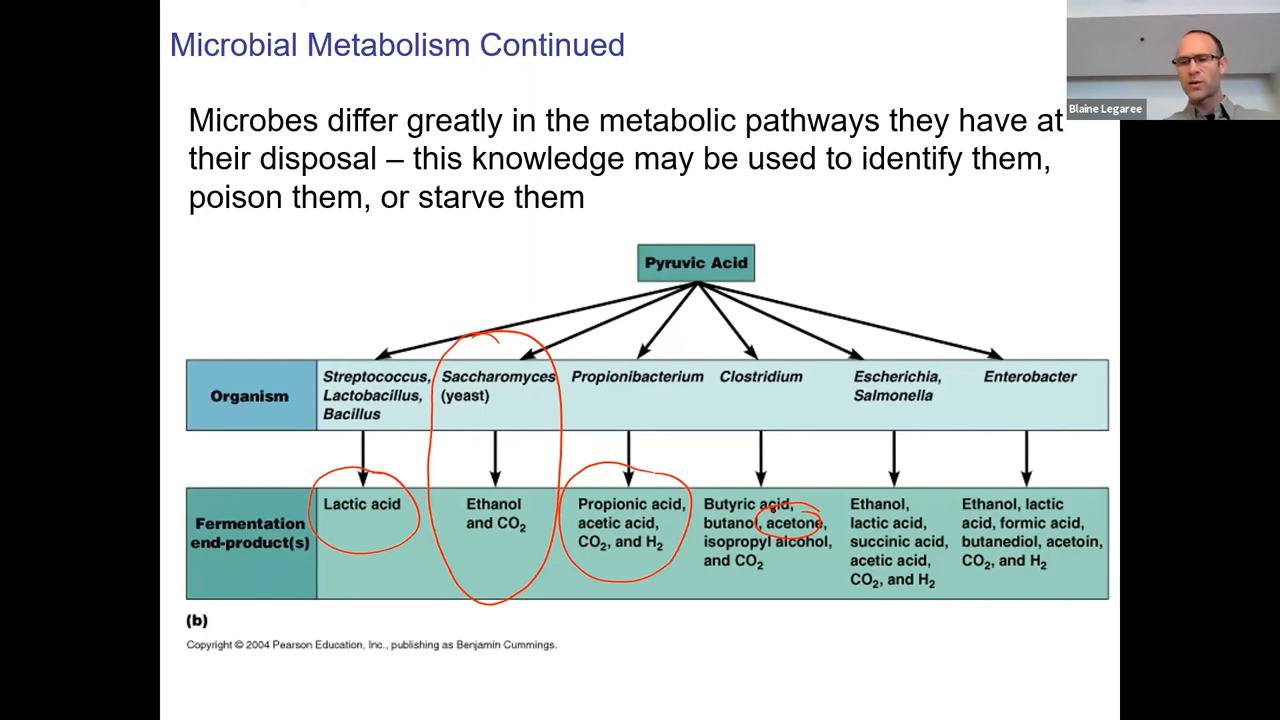 Microbial Metabolism Continued
Blaine Legaree
Microbes differ greatly in the metabolic pathways they have at
their disposal – this knowledge may be used to identify them,
poison them, or starve them
Pyruvic Acid
Organism
Streptococcus,
Lactobacillus,
Bacillus
Saccharomyces
(yeast)
Propionibacterium
Clostridium
Escherichia,
Salmonella
Enterobacter
Fermentation
end-product(s)
Lactic acid
Ethanol
and CO₂
Propionic acid,
acetic acid,
CO₂, and H₂
Butyric acid,
butanol, acetone,
isopropyl alcohol,
and CO₂
Ethanol,
lactic acid,
succinic acid,
acetic acid,
CO₂, and H₂
Ethanol, lactic
acid, formic acid,
butanediol, acetoin,
CO₂, and H₂
(b)
Copyright © 2004 Pearson Education, Inc., publishing as Benjamin Cummings.